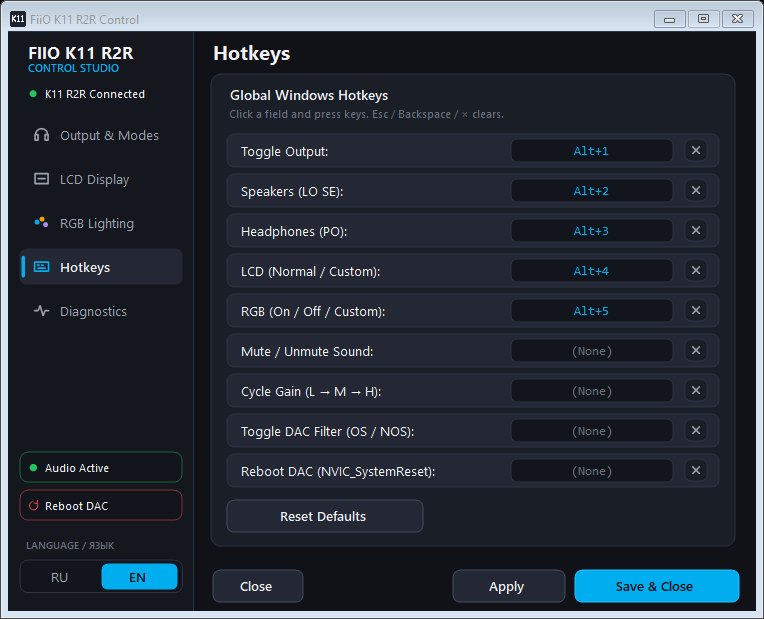 K11 FiiO K11 R2R Control
FIIO K11 R2R
CONTROL STUDIO
K11 R2R Connected
Output & Modes
LCD Display
RGB Lighting
Hotkeys
Diagnostics
Audio Active
Reboot DAC
LANGUAGE / ЯЗЫК
RU EN
Hotkeys
Global Windows Hotkeys
Click a field and press keys. Esc / Backspace / × clears.
Toggle Output: Alt+1 ✕
Speakers (LO SE): Alt+2 ✕
Headphones (PO): Alt+3 ✕
LCD (Normal / Custom): Alt+4 ✕
RGB (On / Off / Custom): Alt+5 ✕
Mute / Unmute Sound: (None) ✕
Cycle Gain (L → M → H): (None) ✕
Toggle DAC Filter (OS / NOS): (None) ✕
Reboot DAC (NVIC_SystemReset): (None) ✕
Reset Defaults
Close Apply Save & Close